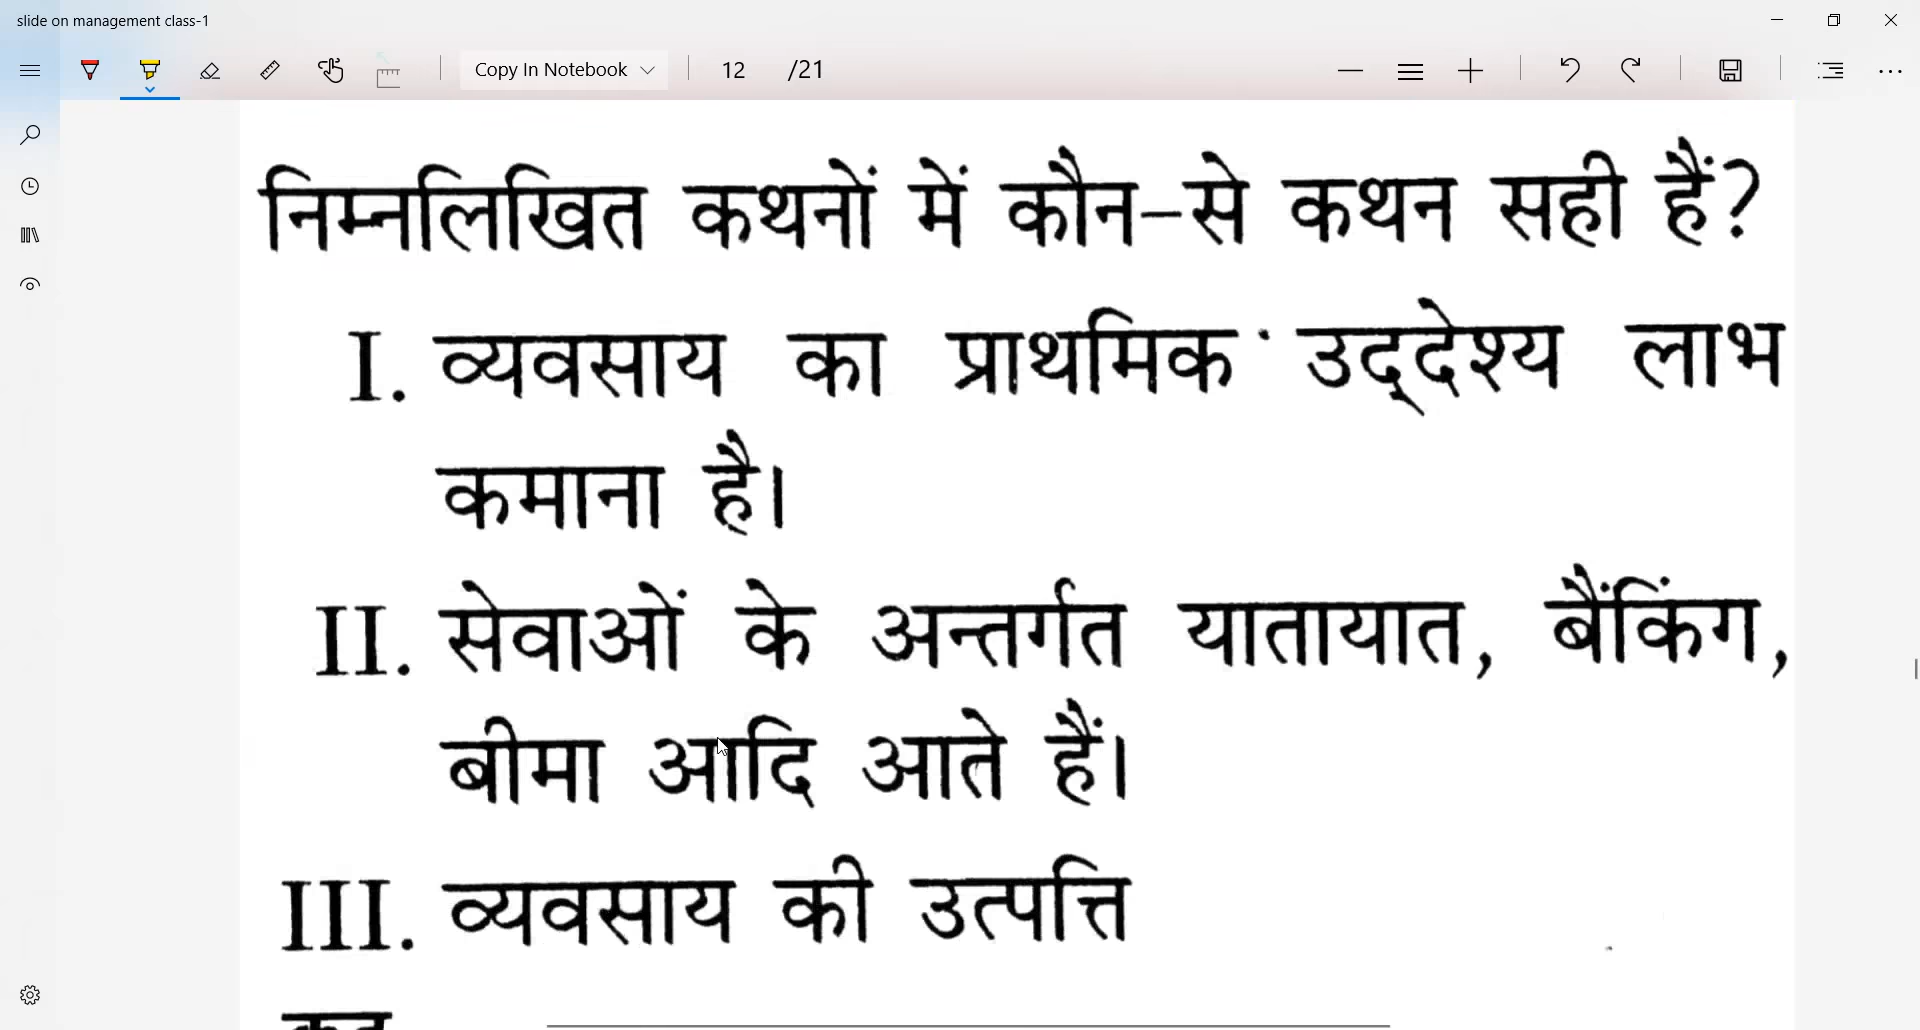 slide on management class-1
Copy In Notebook 12 /21
निम्नलिखित कथनों में कौन-से कथन सही हैं?
I. व्यवसाय का प्राथमिक उद्देश्य लाभ
कमाना है।
II. सेवाओं के अन्तर्गत यातायात, बैंकिंग,
बीमा आदि आते हैं।
III. व्यवसाय की उत्पत्ति